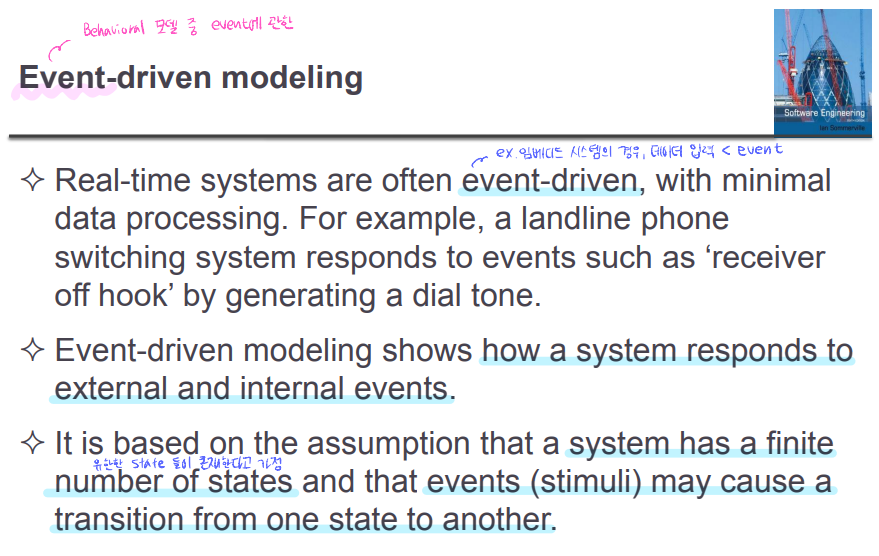 Behavioral 모델 중 event에 관한
Event-driven modeling
Software Engineering
Ian Sommerville
ex. 임베디드 시스템의 경우, 데이터 입력 < event
✧ Real-time systems are often event-driven, with minimal
data processing. For example, a landline phone
switching system responds to events such as ‘receiver
off hook’ by generating a dial tone.
✧ Event-driven modeling shows how a system responds to
external and internal events.
✧ It is based on the assumption that a system has a finite
유한한 state 들이 존재한다고 가정
number of states and that events (stimuli) may cause a
transition from one state to another.